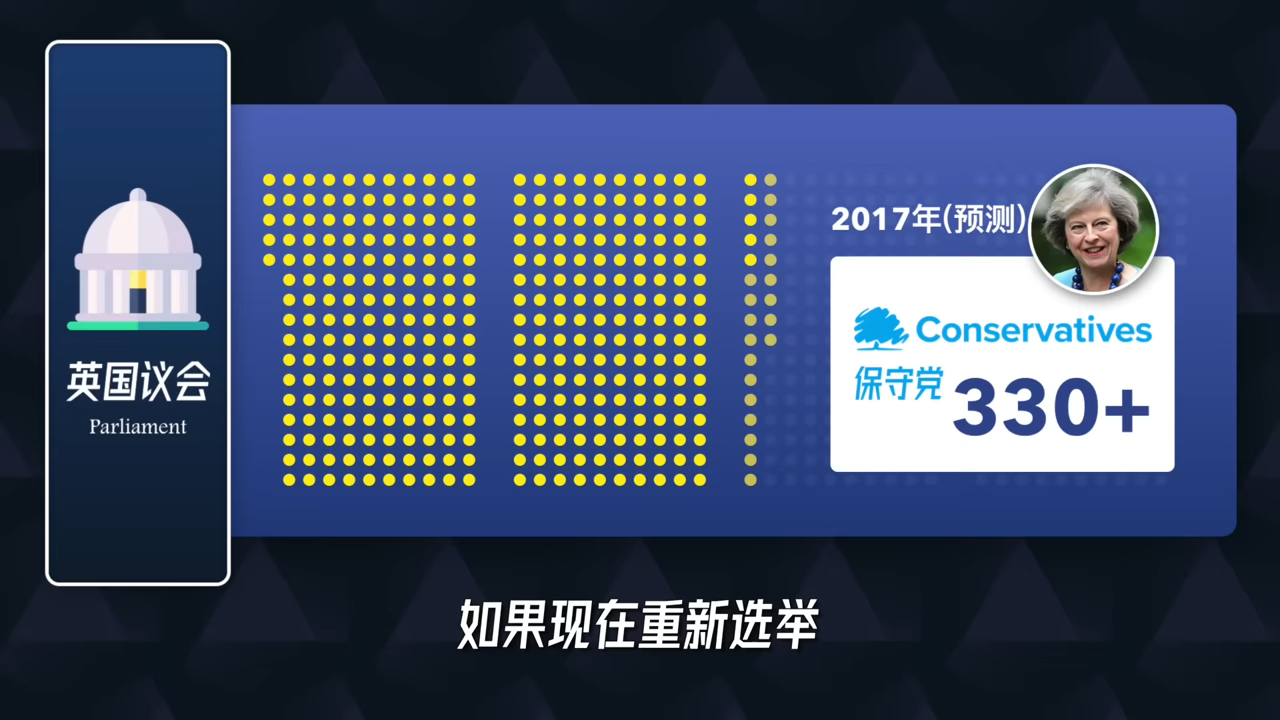 英国议会
Parliament
2017年(预测)
Conservatives
保守党
330+
如果现在重新选举